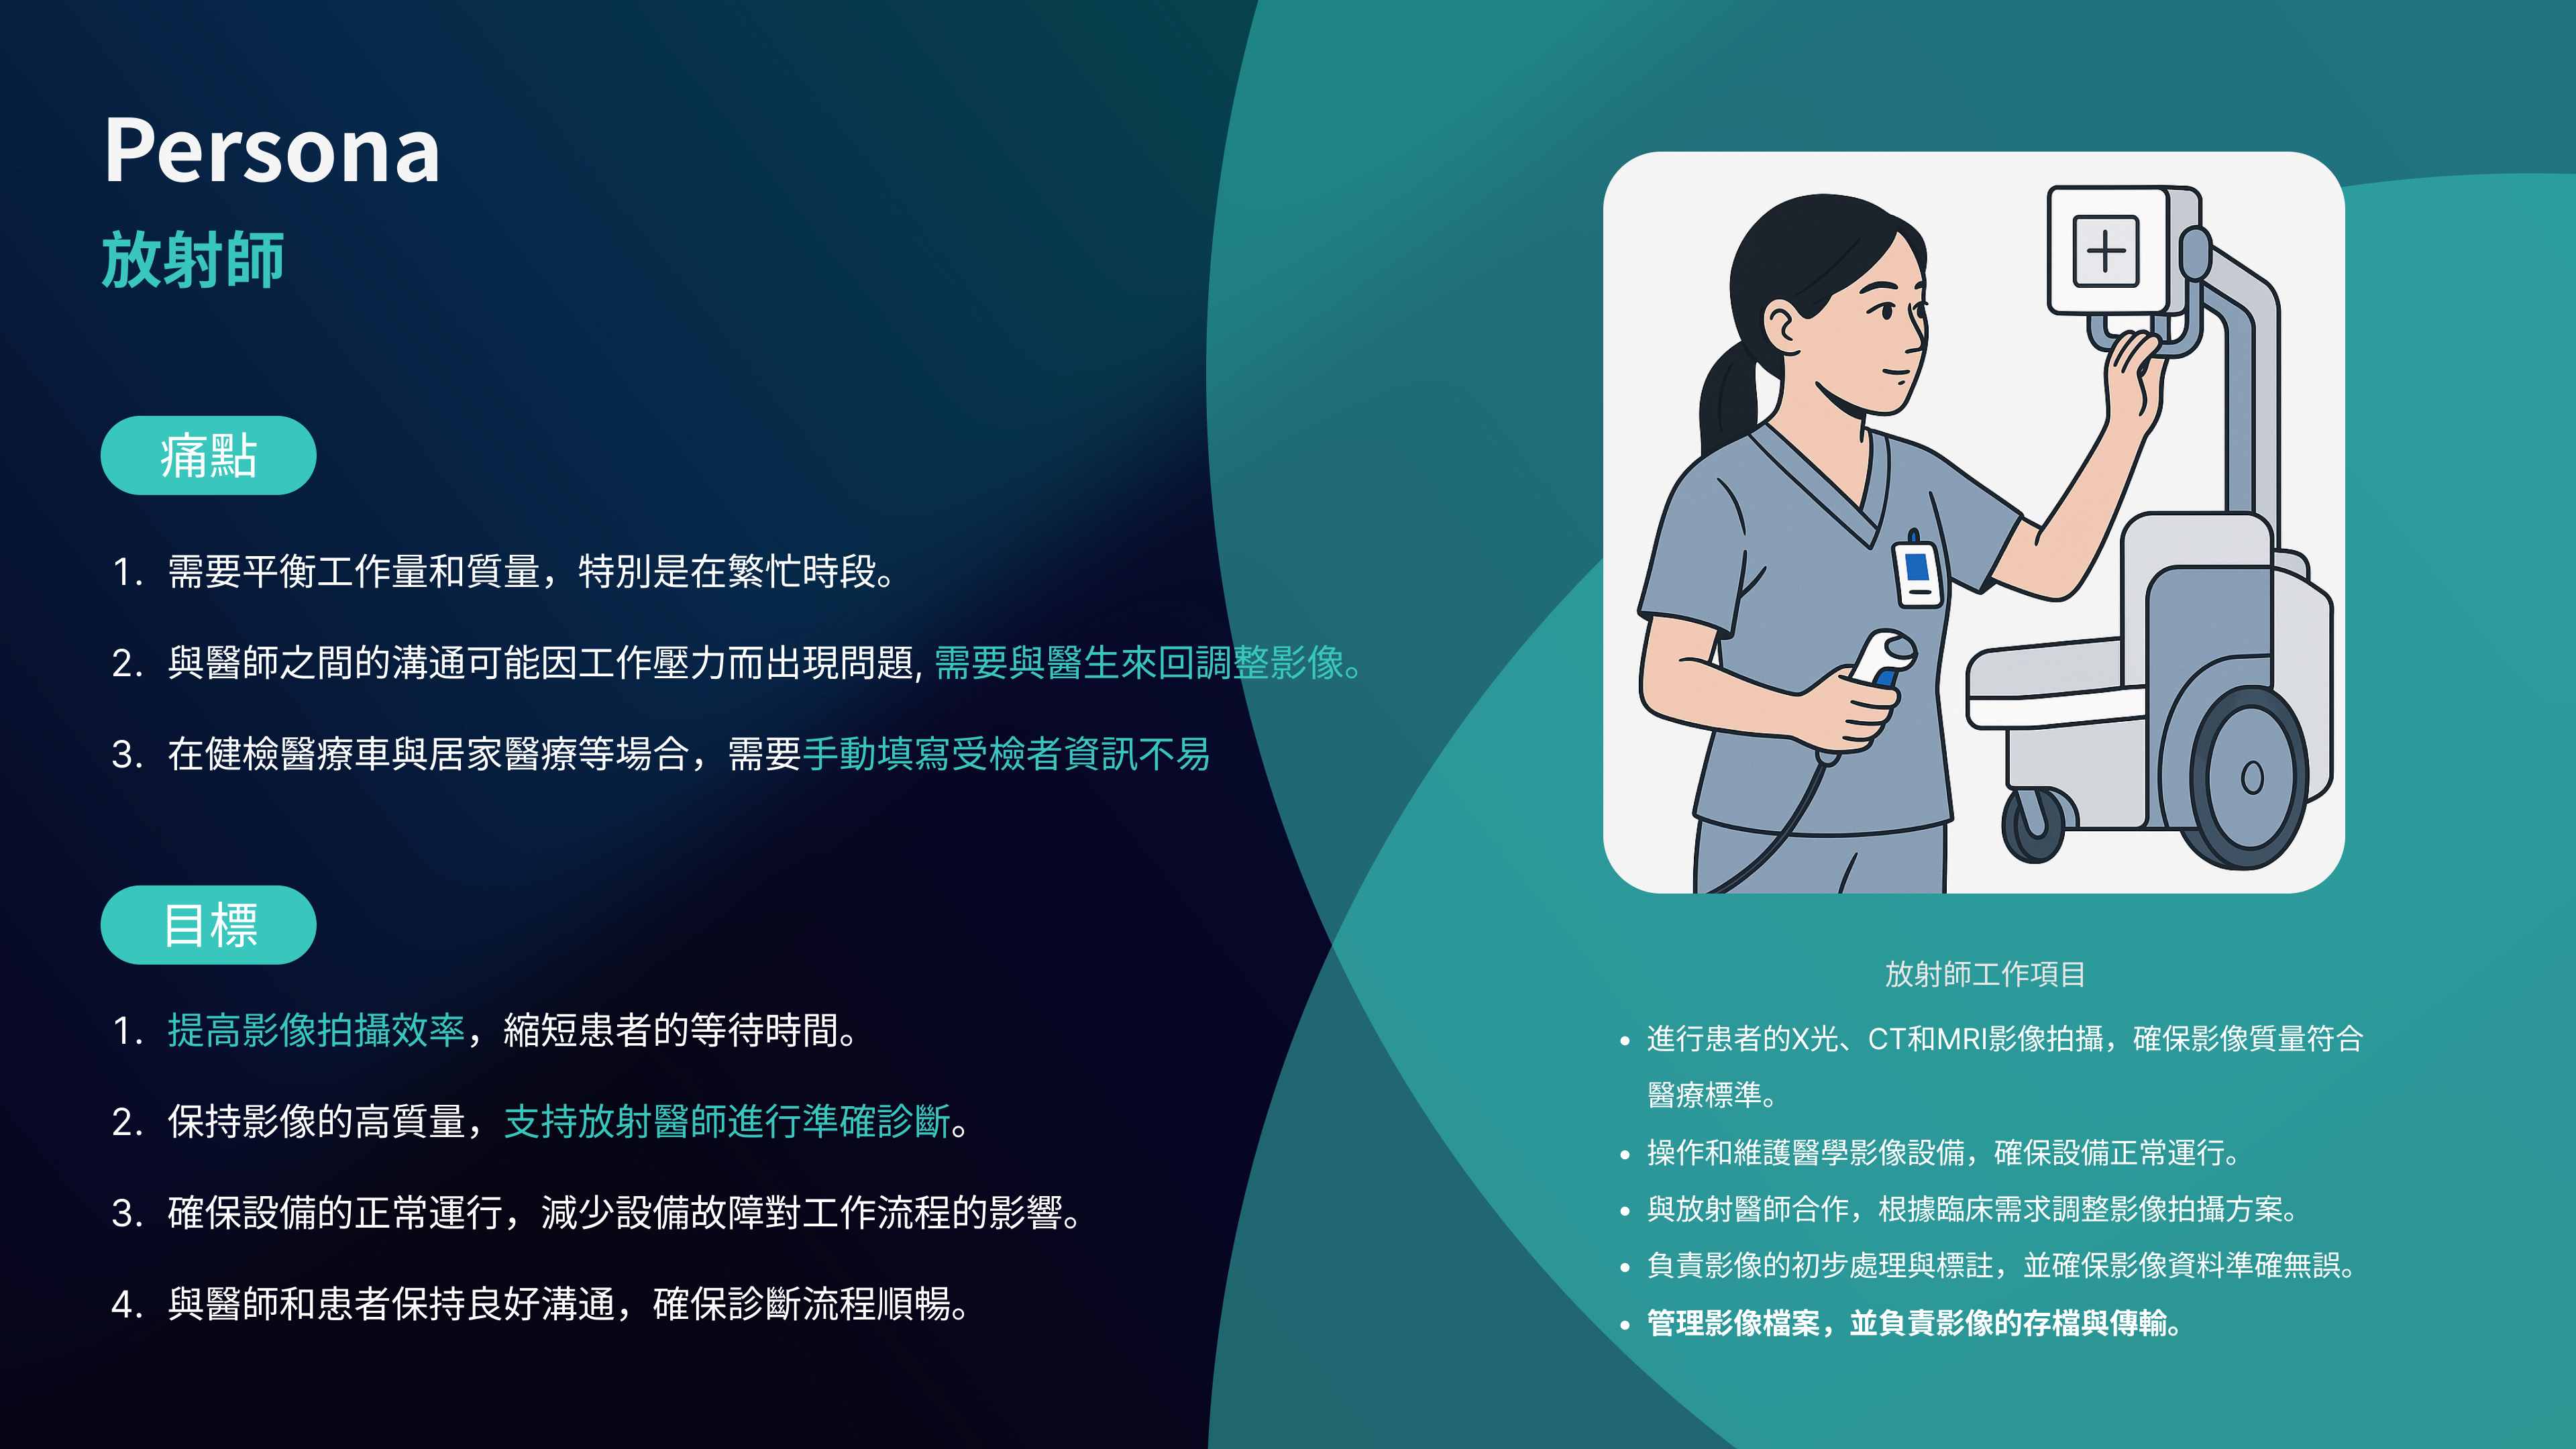 Persona
放射師
痛點
1. 需要平衡工作量和質量，特別是在繁忙時段。
2. 與醫師之間的溝通可能因工作壓力而出現問題, 需要與醫生來回調整影像。
3. 在健檢醫療車與居家醫療等場合，需要手動填寫受檢者資訊不易
目標
1. 提高影像拍攝效率，縮短患者的等待時間。
2. 保持影像的高質量，支持放射醫師進行準確診斷。
3. 確保設備的正常運行，減少設備故障對工作流程的影響。
4. 與醫師和患者保持良好溝通，確保診斷流程順暢。
放射師工作項目
• 進行患者的X光、CT和MRI影像拍攝，確保影像質量符合
醫療標準。
• 操作和維護醫學影像設備，確保設備正常運行。
• 與放射醫師合作，根據臨床需求調整影像拍攝方案。
• 負責影像的初步處理與標註，並確保影像資料準確無誤。
• 管理影像檔案，並負責影像的存檔與傳輸。